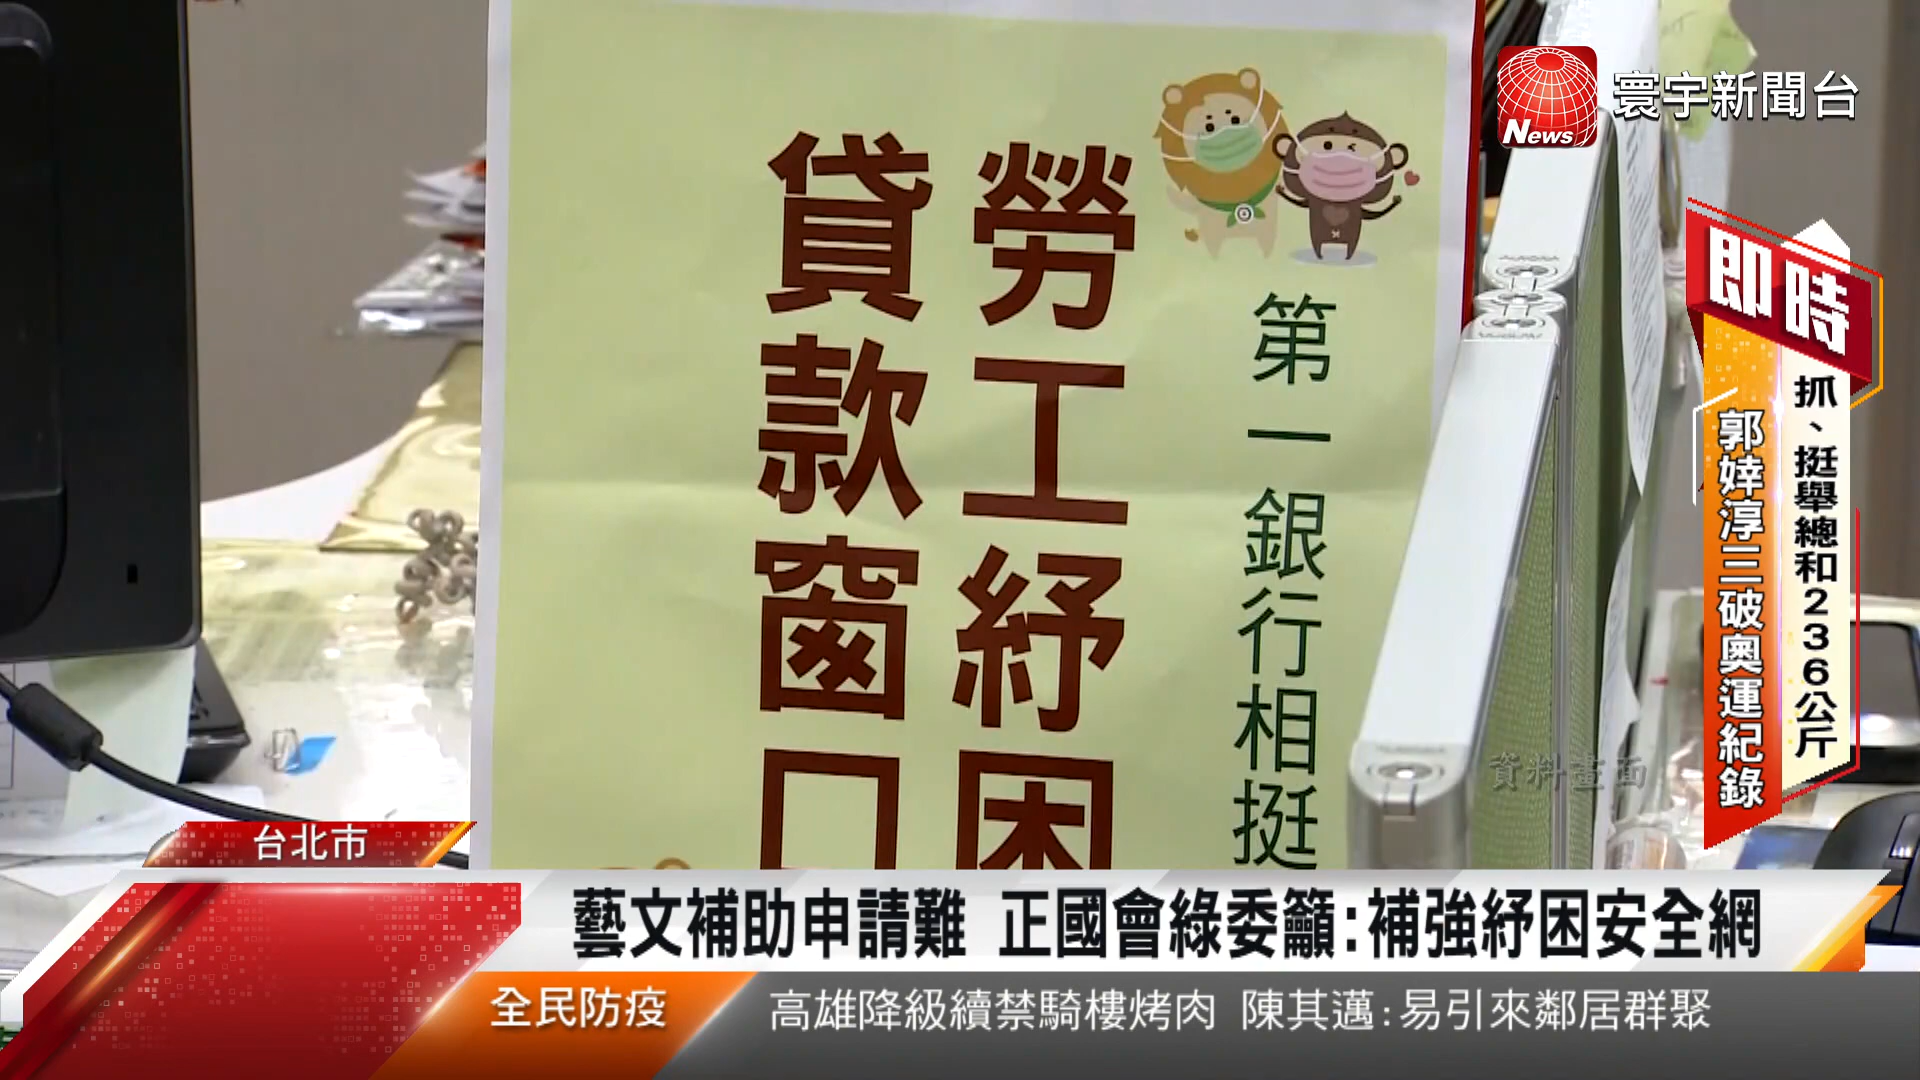 第一銀行相挺
勞工紓困
貸款窗口
News
寰宇新聞台
即時
抓、挺舉總和236公斤
郭婞淳三破奧運紀錄
資料畫面
台北市
藝文補助申請難 正國會綠委籲:補強紓困安全網
全民防疫
高雄降級續禁騎樓烤肉 陳其邁:易引來鄰居群聚